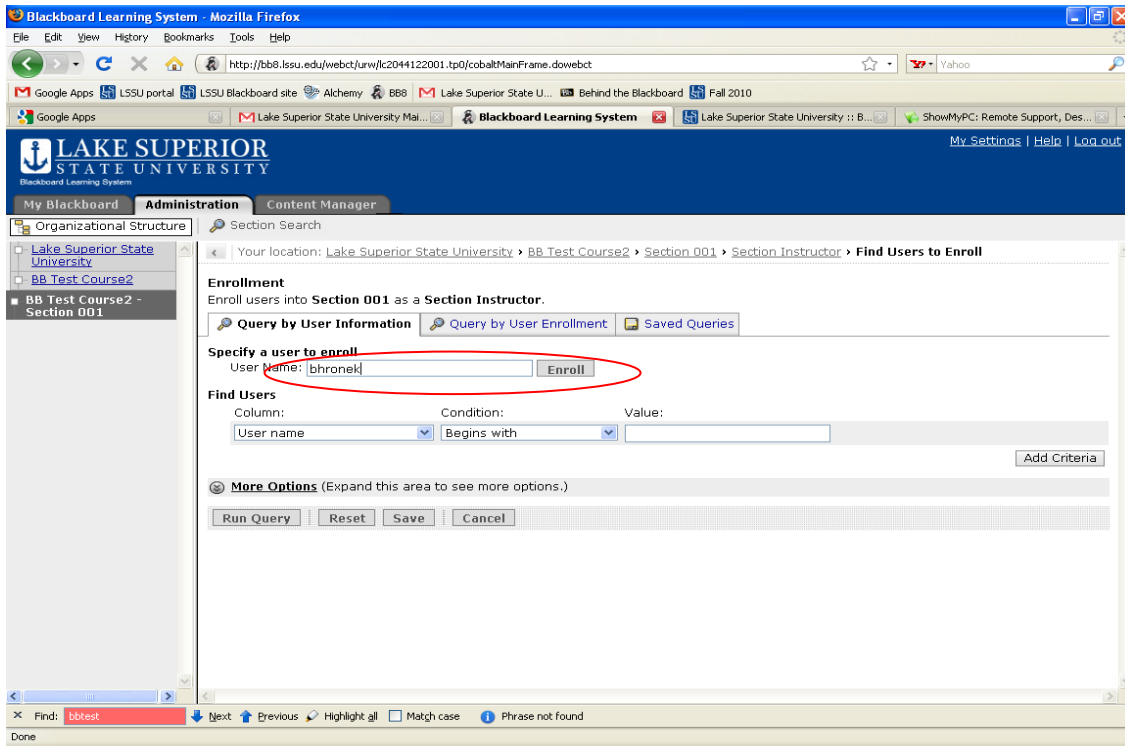 Blackboard Learning System - Mozilla Firefox
File Edit View History Bookmarks Tools Help
http://bb8.lssu.edu/webct/urw/lc2044122001.tp0/cobaltMainFrame.dowebct Yahoo
Google Apps LSSU portal LSSU Blackboard site Alchemy BB8 Lake Superior State U... Behind the Blackboard Fall 2010
Google Apps Lake Superior State University Mai... Blackboard Learning System Lake Superior State University :: B... ShowMyPC: Remote Support, Des...
LAKE SUPERIOR
STATE UNIVERSITY
Blackboard Learning System
My Settings | Help | Log out
My Blackboard Administration Content Manager
Organizational Structure Section Search
Lake Superior State University
BB Test Course2
BB Test Course2 - Section 001
Your location: Lake Superior State University › BB Test Course2 › Section 001 › Section Instructor › Find Users to Enroll
Enrollment
Enroll users into Section 001 as a Section Instructor.
Query by User Information Query by User Enrollment Saved Queries
Specify a user to enroll
User Name: bhronek Enroll
Find Users
Column: Condition: Value:
User name Begins with
Add Criteria
More Options (Expand this area to see more options.)
Run Query Reset Save Cancel
Find: bbtest Next Previous Highlight all Match case Phrase not found
Done